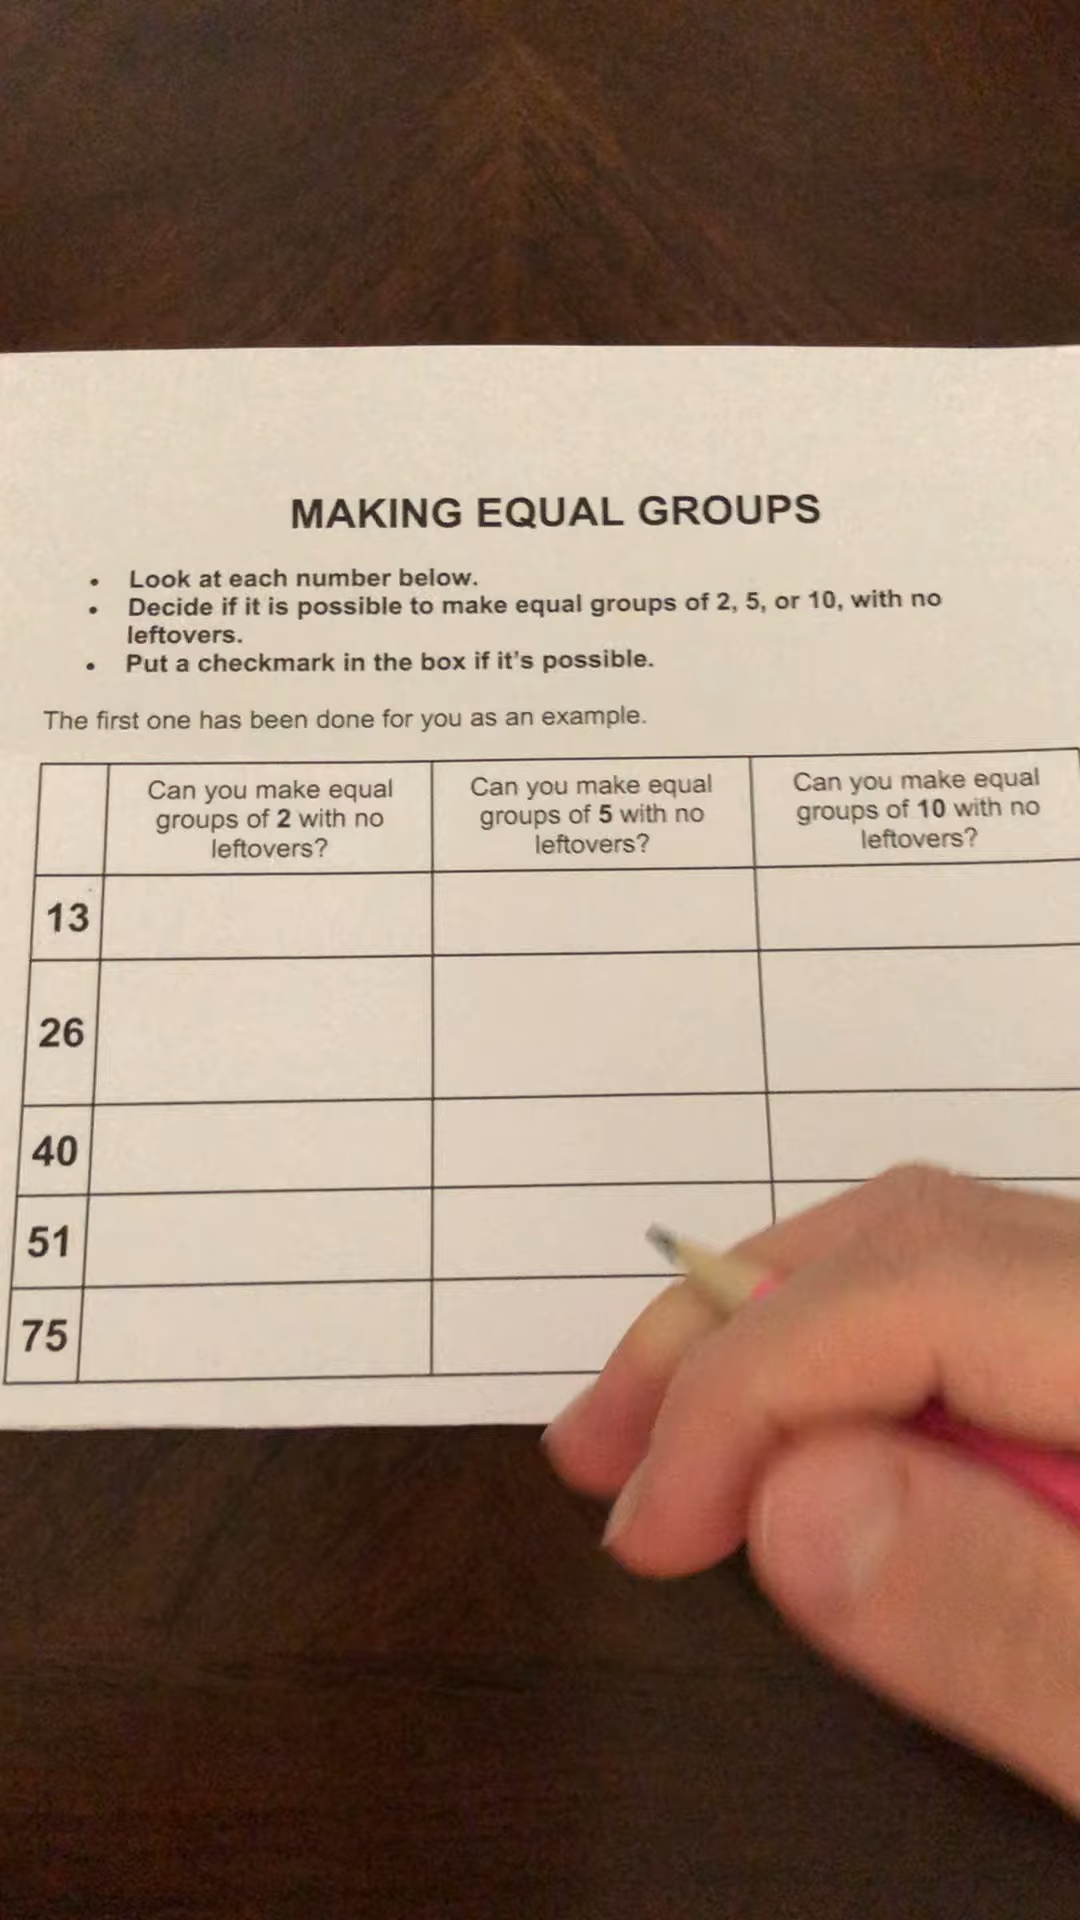 MAKING EQUAL GROUPS
• Look at each number below.
• Decide if it is possible to make equal groups of 2, 5, or 10, with no
leftovers.
• Put a checkmark in the box if it's possible.
The first one has been done for you as an example.
Can you make equal
groups of 2 with no
leftovers?
Can you make equal
groups of 5 with no
leftovers?
Can you make equal
groups of 10 with no
leftovers?
13
26
40
51
75